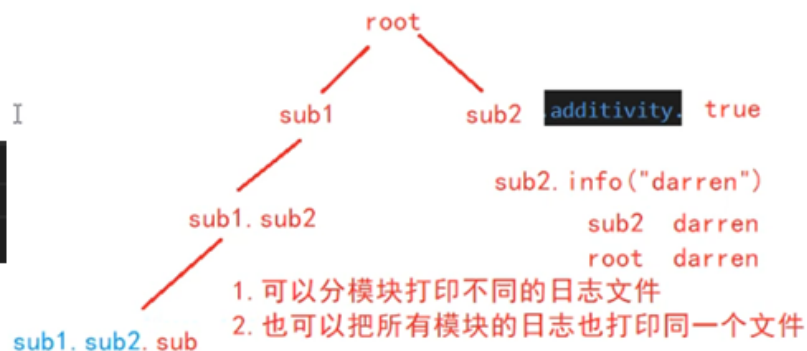 root
sub1
sub2 .additivity. true
sub2.info("darren")
sub1.sub2
sub2 darren
root darren
1.可以分模块打印不同的日志文件
2.也可以把所有模块的日志也打印同一个文件
sub1.sub2.sub